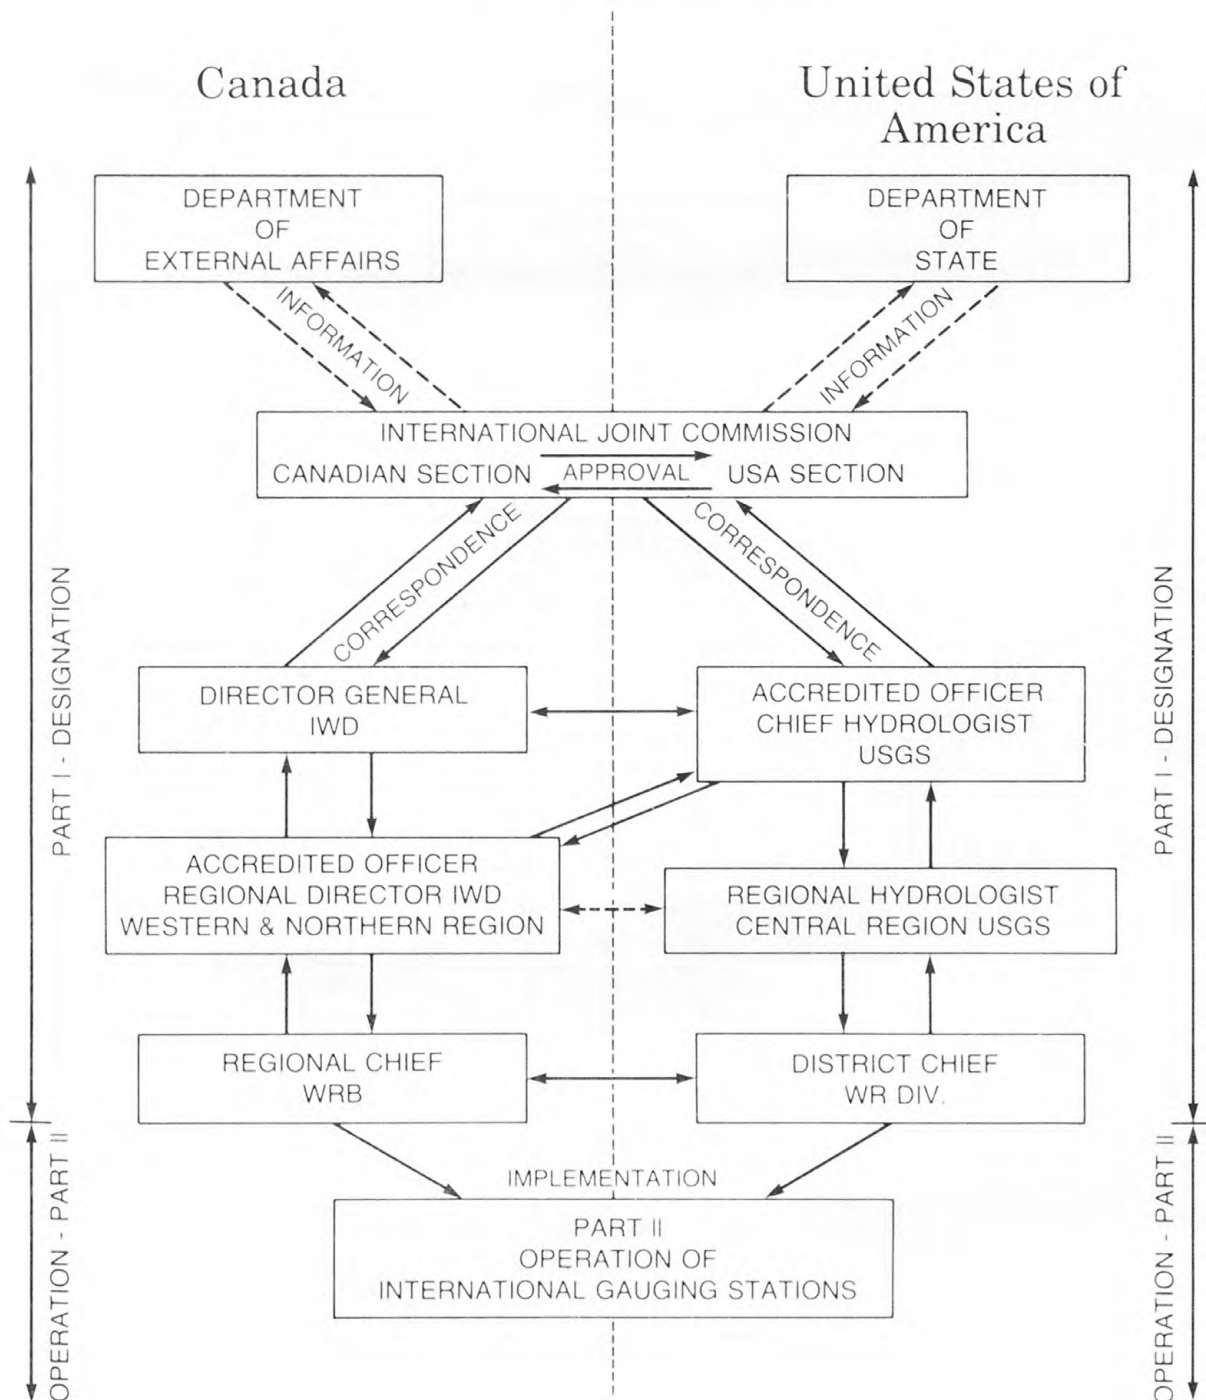 Canada
United States of
America
DEPARTMENT
OF
EXTERNAL AFFAIRS
DEPARTMENT
OF
STATE
INFORMATION
INFORMATION
INTERNATIONAL JOINT COMMISSION
CANADIAN SECTION APPROVAL USA SECTION
CORRESPONDENCE
CORRESPONDENCE
PART I - DESIGNATION
PART I - DESIGNATION
DIRECTOR GENERAL
IWD
ACCREDITED OFFICER
CHIEF HYDROLOGIST
USGS
ACCREDITED OFFICER
REGIONAL DIRECTOR IWD
WESTERN & NORTHERN REGION
REGIONAL HYDROLOGIST
CENTRAL REGION USGS
REGIONAL CHIEF
WRB
DISTRICT CHIEF
WR DIV.
OPERATION - PART II
OPERATION - PART II
IMPLEMENTATION
PART II
OPERATION OF
INTERNATIONAL GAUGING STATIONS